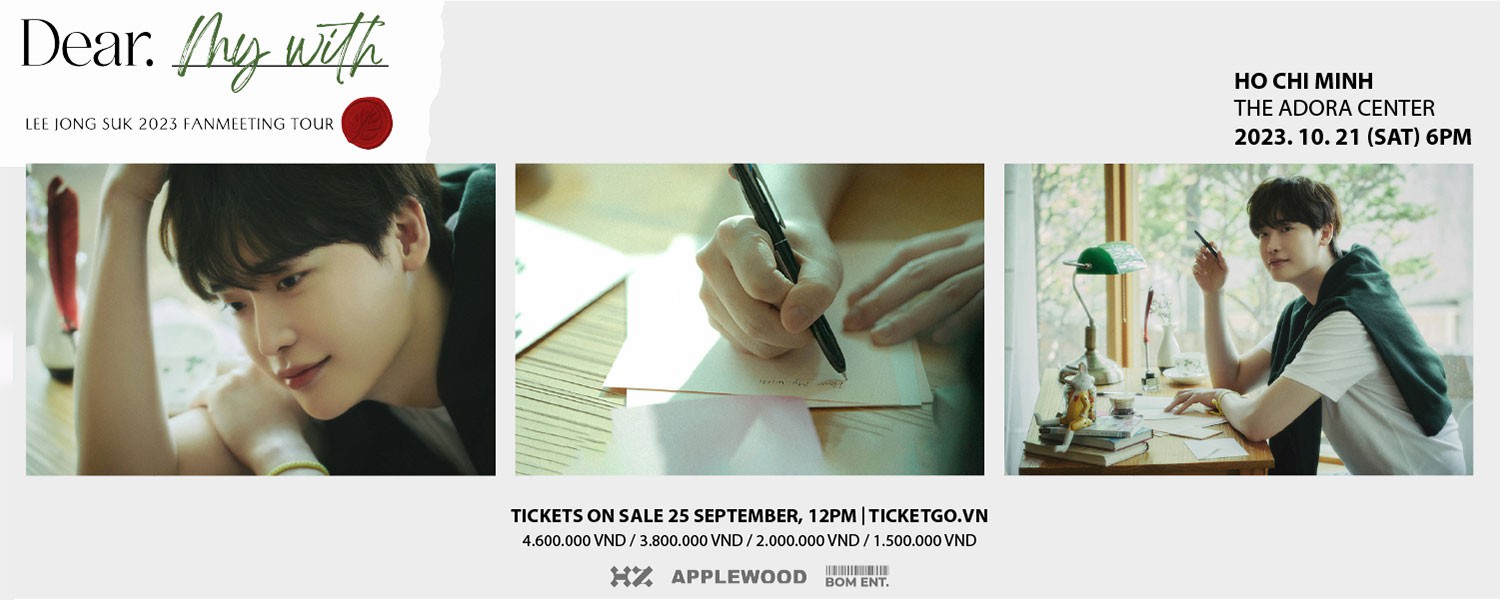 Dear. My with
LEE JONG SUK 2023 FANMEETING TOUR
HO CHI MINH
THE ADORA CENTER
2023. 10. 21 (SAT) 6PM
TICKETS ON SALE 25 SEPTEMBER, 12PM | TICKETGO.VN
4.600.000 VND / 3.800.000 VND / 2.000.000 VND / 1.500.000 VND
HZ APPLEWOOD BOM ENT.